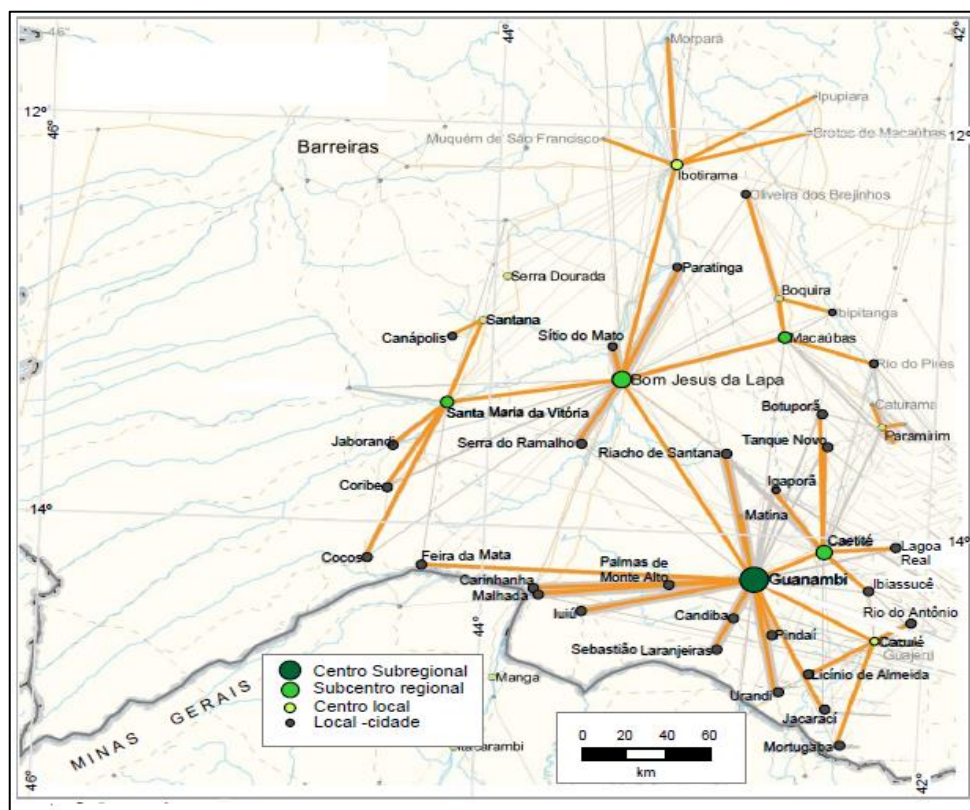 46°
44°
42°
46°
Morpará
Ipupiara
12°
Muquém de São Francisco
Brotas de Macaúbas
12°
46°
Barreiras
Ibotirama
Oliveira dos Brejinhos
Paratinga
Serra Dourada
Boquira
Ibipitanga
Santana
Canápolis
Sítio do Mato
Macaúbas
Rio do Pires
Bom Jesus da Lapa
Santa Maria da Vitória
Botuporã
Caturama
Paramirim
Jaborandi
Serra do Ramalho
Tanque Novo
Riacho de Santana
Coribe
Igaporã
Matina
14°
14°
Caetité
Lagoa
Real
Cocos
Feira da Mata
Palmas de
Monte Alto
Guanambi
Carinhanha
Malhada
Ibiassucê
Iuiú
Candiba
Rio do Antônio
Pindaí
Caculé
Guajeru
44°
Sebastião Laranjeiras
Licínio de Almeida
Manga
Urandi
Jacaraci
Mortugaba
MINAS GERAIS
Centro Subregional
Subcentro regional
Centro local
Local -cidade
0 20 40 60
km
46°
42°